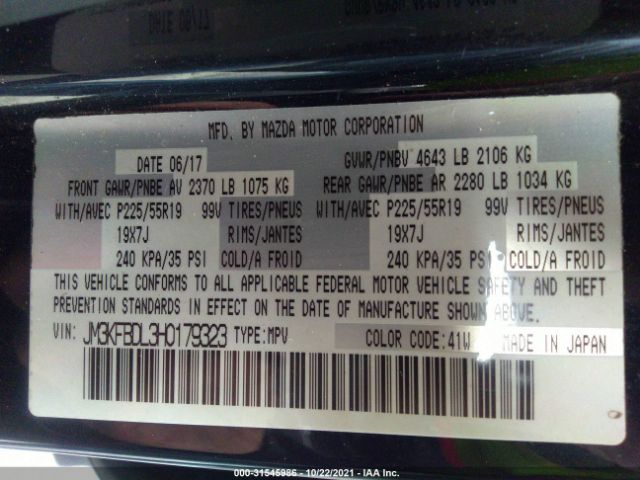 DATE 06/17
MFD. BY MAZDA MOTOR CORPORATION
DATE 06/17
GVWR/PNBV 4643 LB 2106 KG
FRONT GAWR/PNBE AV 2370 LB 1075 KG
REAR GAWR/PNBE AR 2280 LB 1034 KG
WITH/AVEC P225/55R19 99V TIRES/PNEUS
WITH/AVEC P225/55R19 99V TIRES/PNEUS
19X7J RIMS/JANTES
19X7J RIMS/JANTES
240 KPA/35 PSI COLD/A FROID
240 KPA/35 PSI COLD/A FROID
THIS VEHICLE CONFORMS TO ALL APPLICABLE FEDERAL MOTOR VEHICLE SAFETY AND THEFT
PREVENTION STANDARDS IN EFFECT ON THE DATE OF MANUFACTURE SHOWN ABOVE.
VIN: JM3KFBDL3H0179323 TYPE:MPV
COLOR CODE:41W
MADE IN JAPAN
000-31545986 - 10/22/2021 - IAA Inc.